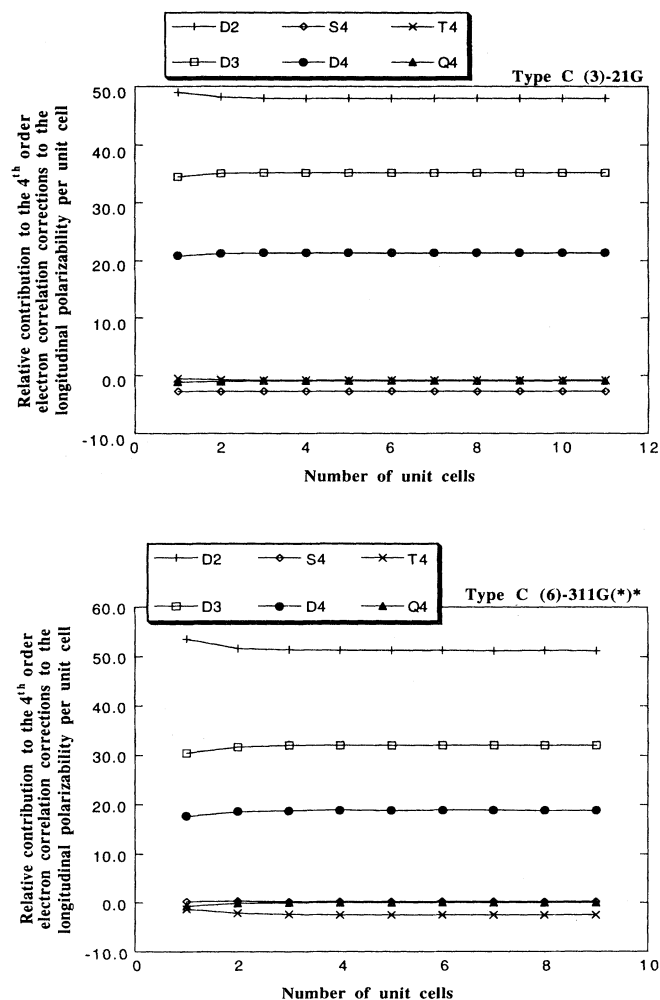 D2 S4 T4
D3 D4 Q4
Type C (3)-21G
Relative contribution to the 4th order
electron correlation corrections to the
longitudinal polarizability per unit cell
50.0
40.0
30.0
20.0
10.0
0.0
-10.0
0 2 4 6 8 10 12
Number of unit cells
D2 S4 T4
D3 D4 Q4
Type C (6)-311G(*)*
Relative contribution to the 4th order
electron correlation corrections to the
longitudinal polarizability per unit cell
60.0
50.0
40.0
30.0
20.0
10.0
0.0
-10.0
0 2 4 6 8 10
Number of unit cells